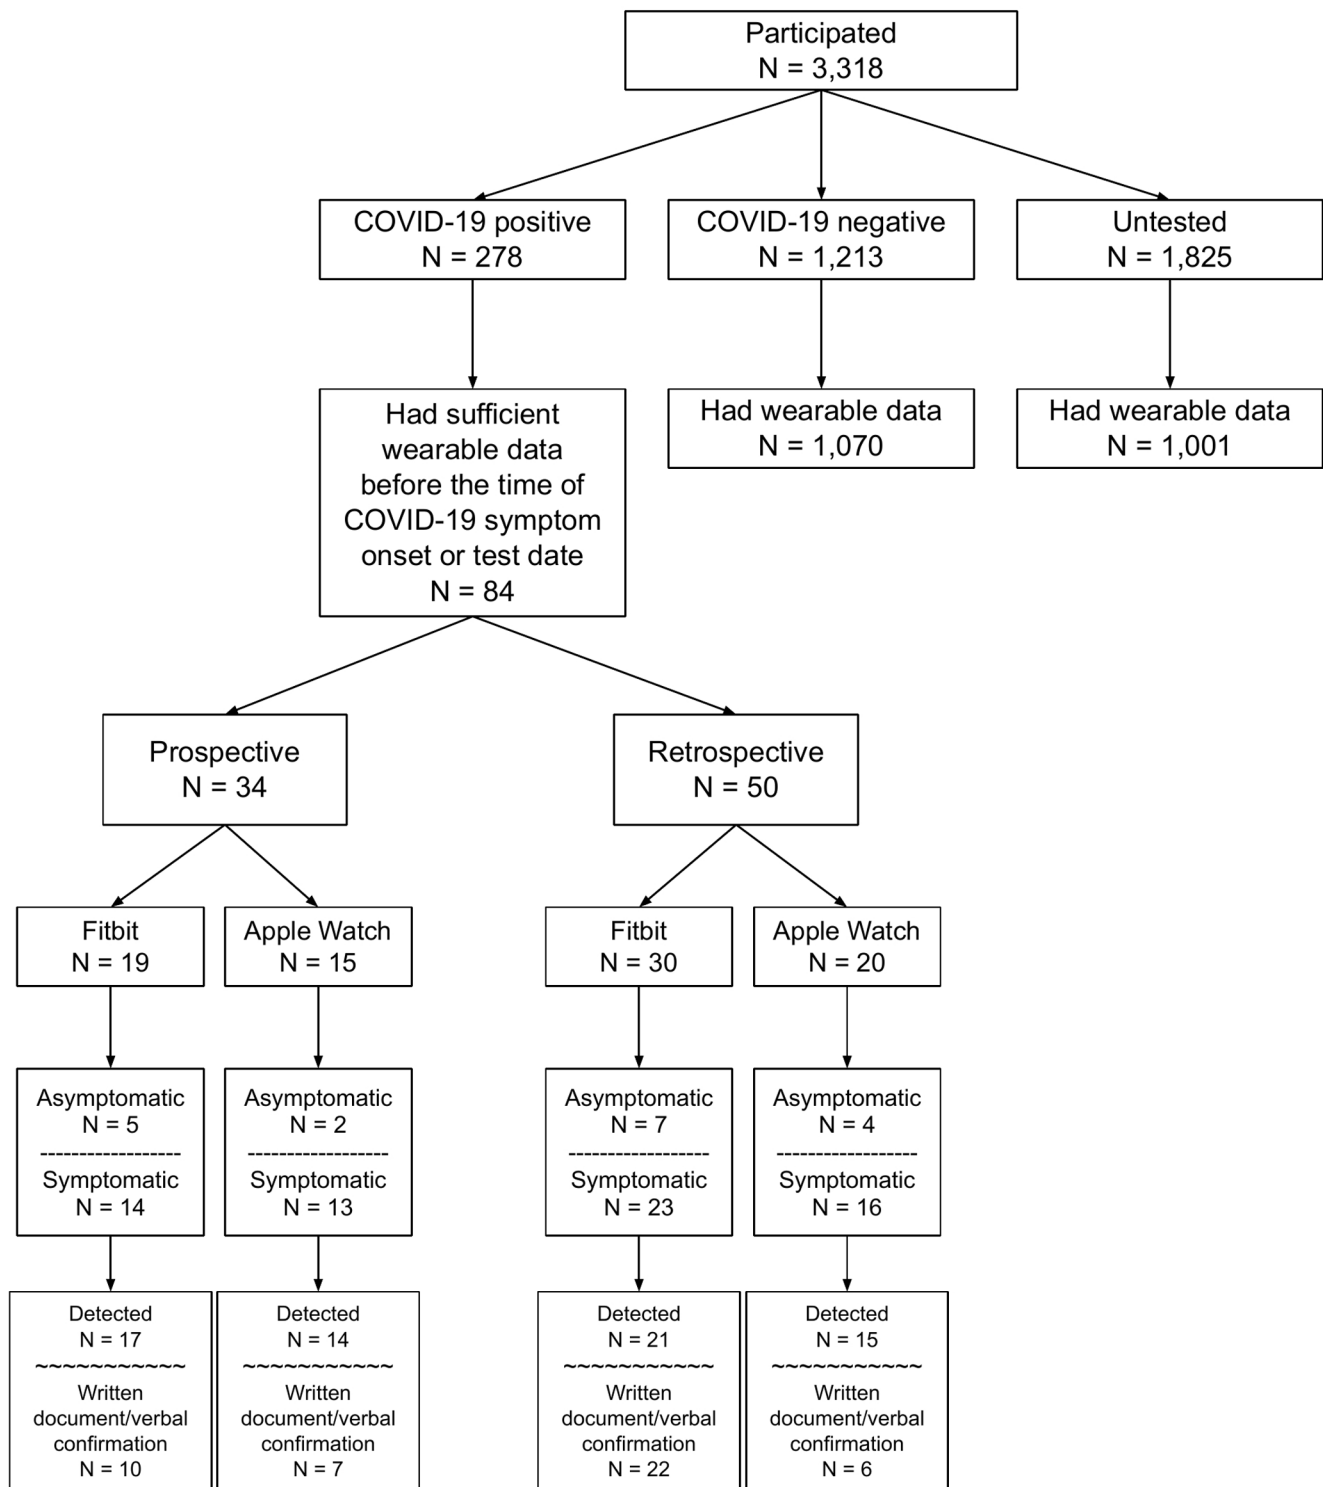 Participated
N = 3,318
COVID-19 positive
N = 278
COVID-19 negative
N = 1,213
Untested
N = 1,825
Had sufficient
wearable data
before the time of
COVID-19 symptom
onset or test date
N = 84
Had wearable data
N = 1,070
Had wearable data
N = 1,001
Prospective
N = 34
Retrospective
N = 50
Fitbit
N = 19
Apple Watch
N = 15
Fitbit
N = 30
Apple Watch
N = 20
Asymptomatic
N = 5
------------------
Symptomatic
N = 14
Asymptomatic
N = 2
------------------
Symptomatic
N = 13
Asymptomatic
N = 7
------------------
Symptomatic
N = 23
Asymptomatic
N = 4
------------------
Symptomatic
N = 16
Detected
N = 17
~~~~~~~~~~~
Written
document/verbal
confirmation
N = 10
Detected
N = 14
~~~~~~~~~~~
Written
document/verbal
confirmation
N = 7
Detected
N = 21
~~~~~~~~~~~
Written
document/verbal
confirmation
N = 22
Detected
N = 15
~~~~~~~~~~~
Written
document/verbal
confirmation
N = 6